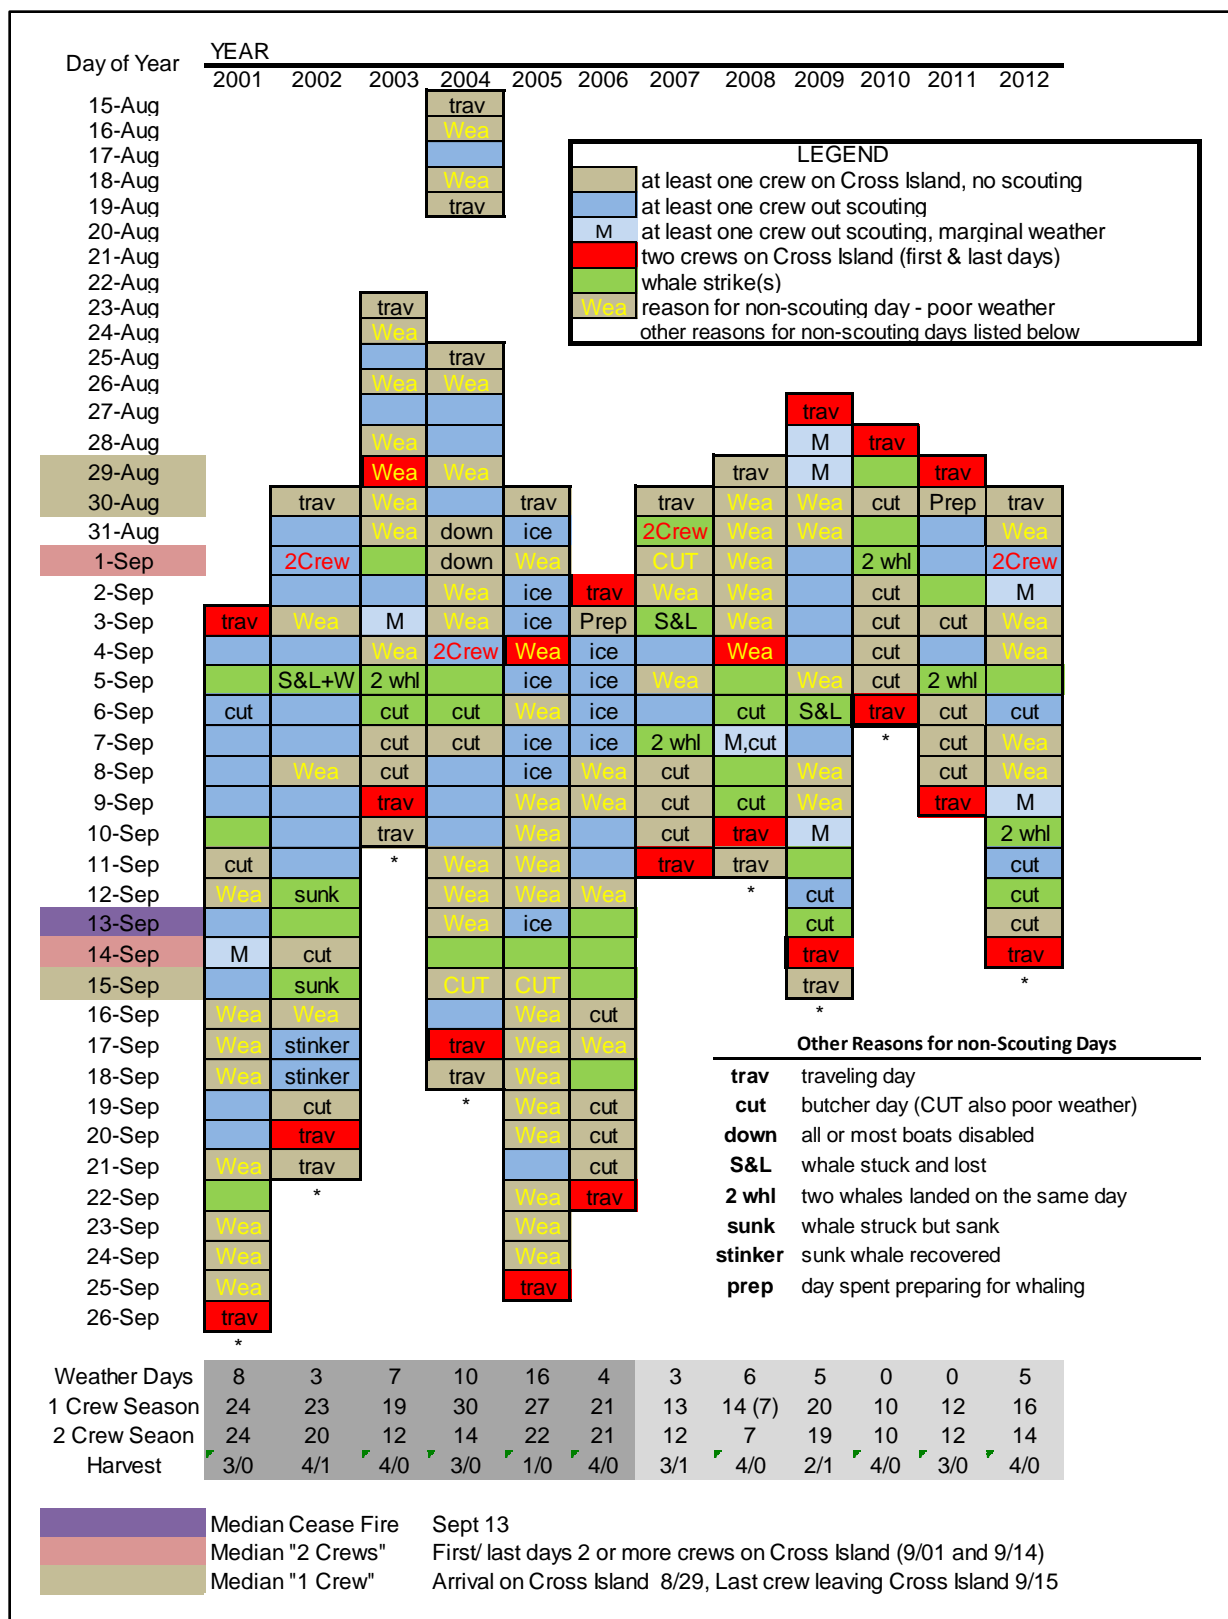 YEAR
Day of Year 2001 2002 2003 2004 2005 2006 2007 2008 2009 2010 2011 2012
15-Aug trav
16-Aug Wea
17-Aug LEGEND
18-Aug Wea at least one crew on Cross Island, no scouting
19-Aug trav at least one crew out scouting
20-Aug M at least one crew out scouting, marginal weather
21-Aug two crews on Cross Island (first & last days)
22-Aug whale strike(s)
23-Aug trav Wea reason for non-scouting day - poor weather
24-Aug Wea other reasons for non-scouting days listed below
25-Aug trav
26-Aug Wea Wea
27-Aug trav
28-Aug Wea M trav
29-Aug Wea Wea trav M trav
30-Aug trav Wea trav trav Wea Wea cut Prep trav
31-Aug Wea down ice 2Crew Wea Wea Wea
1-Sep 2Crew down Wea CUT Wea 2 whl 2Crew
2-Sep Wea ice trav Wea Wea cut M
3-Sep trav Wea M Wea ice Prep S&L Wea cut cut Wea
4-Sep Wea 2Crew Wea ice Wea cut Wea
5-Sep S&L+W 2 whl ice ice Wea Wea cut 2 whl
6-Sep cut cut cut Wea ice cut S&L trav cut cut
7-Sep cut cut ice ice 2 whl M,cut * cut Wea
8-Sep Wea cut ice Wea cut Wea cut Wea
9-Sep trav Wea Wea cut cut Wea trav M
10-Sep trav Wea cut trav M 2 whl
11-Sep cut * Wea Wea trav trav cut
12-Sep Wea sunk Wea Wea Wea * cut cut
13-Sep Wea ice cut cut
14-Sep M cut trav trav
15-Sep sunk CUT CUT trav *
16-Sep Wea Wea Wea cut *
17-Sep Wea stinker trav Wea Wea Other Reasons for non-Scouting Days
18-Sep Wea stinker trav Wea trav traveling day
19-Sep cut * Wea cut cut butcher day (CUT also poor weather)
20-Sep trav Wea cut down all or most boats disabled
21-Sep Wea trav cut S&L whale stuck and lost
22-Sep * Wea trav 2 whl two whales landed on the same day
23-Sep Wea Wea sunk whale struck but sank
24-Sep Wea Wea stinker sunk whale recovered
25-Sep Wea trav prep day spent preparing for whaling
26-Sep trav
*
Weather Days 8 3 7 10 16 4 3 6 5 0 0 5
1 Crew Season 24 23 19 30 27 21 13 14 (7) 20 10 12 16
2 Crew Seaon 24 20 12 14 22 21 12 7 19 10 12 14
Harvest 3/0 4/1 4/0 3/0 1/0 4/0 3/1 4/0 2/1 4/0 3/0 4/0
Median Cease Fire Sept 13
Median "2 Crews" First/ last days 2 or more crews on Cross Island (9/01 and 9/14)
Median "1 Crew" Arrival on Cross Island 8/29, Last crew leaving Cross Island 9/15